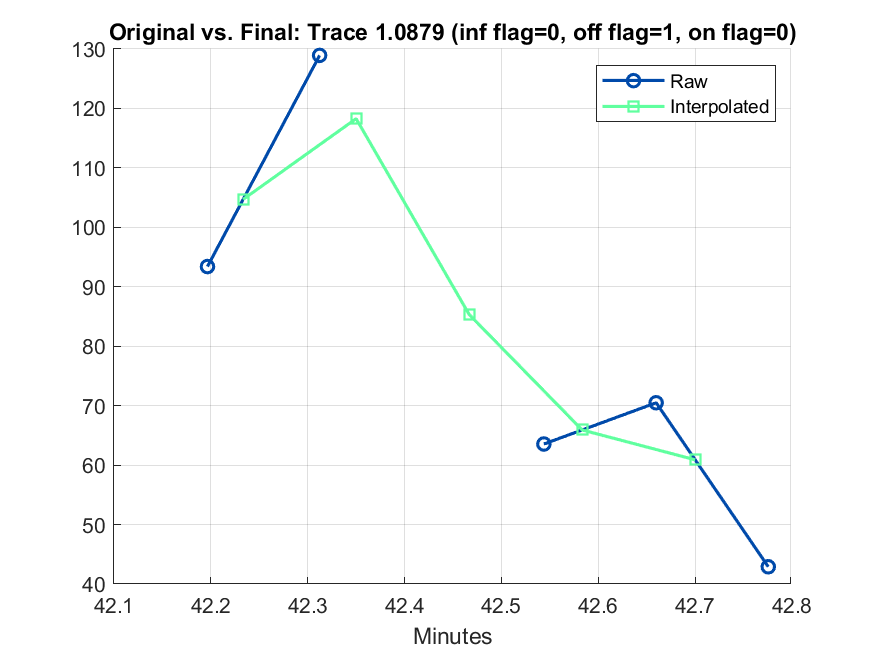 Original vs. Final: Trace 1.0879 (inf flag=0, off flag=1, on flag=0)
130
120
110
100
90
80
70
60
50
40
Raw
Interpolated
42.1 42.2 42.3 42.4 42.5 42.6 42.7 42.8
Minutes